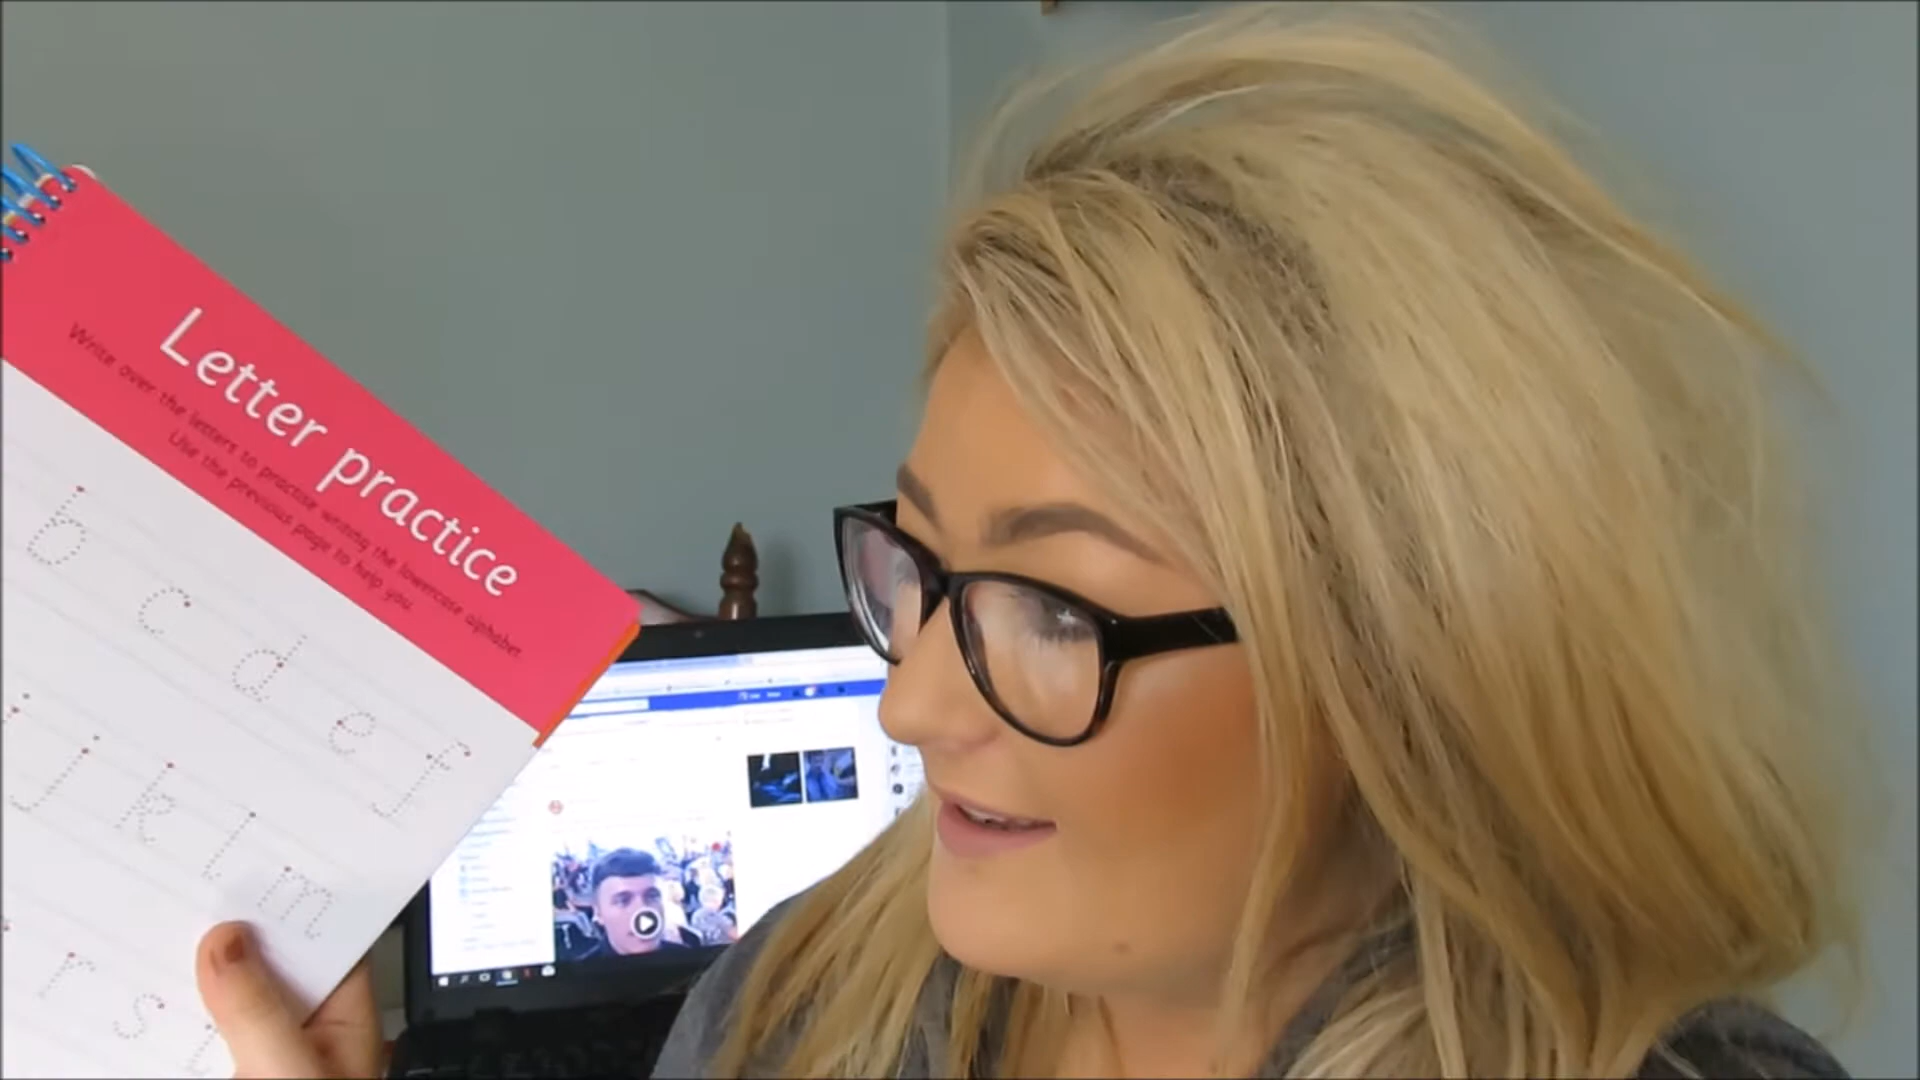 Letter practice
Write over the letters to practise writing the lowercase alphabet.
Use the previous page to help you.
b c d e f
j k l m
r s t